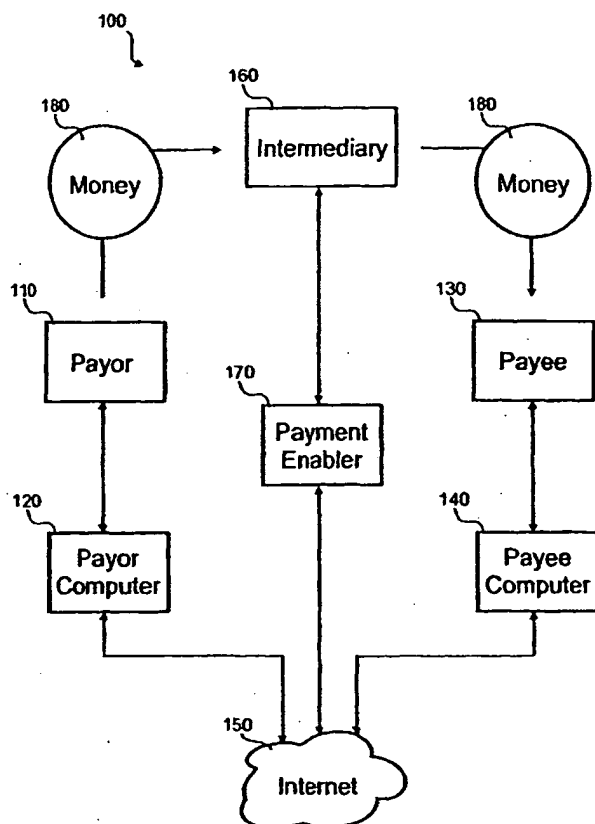 100
180
160
180
Money
Intermediary
Money
110
130
Payor
Payee
170
Payment
Enabler
120
140
Payor
Computer
Payee
Computer
150
Internet